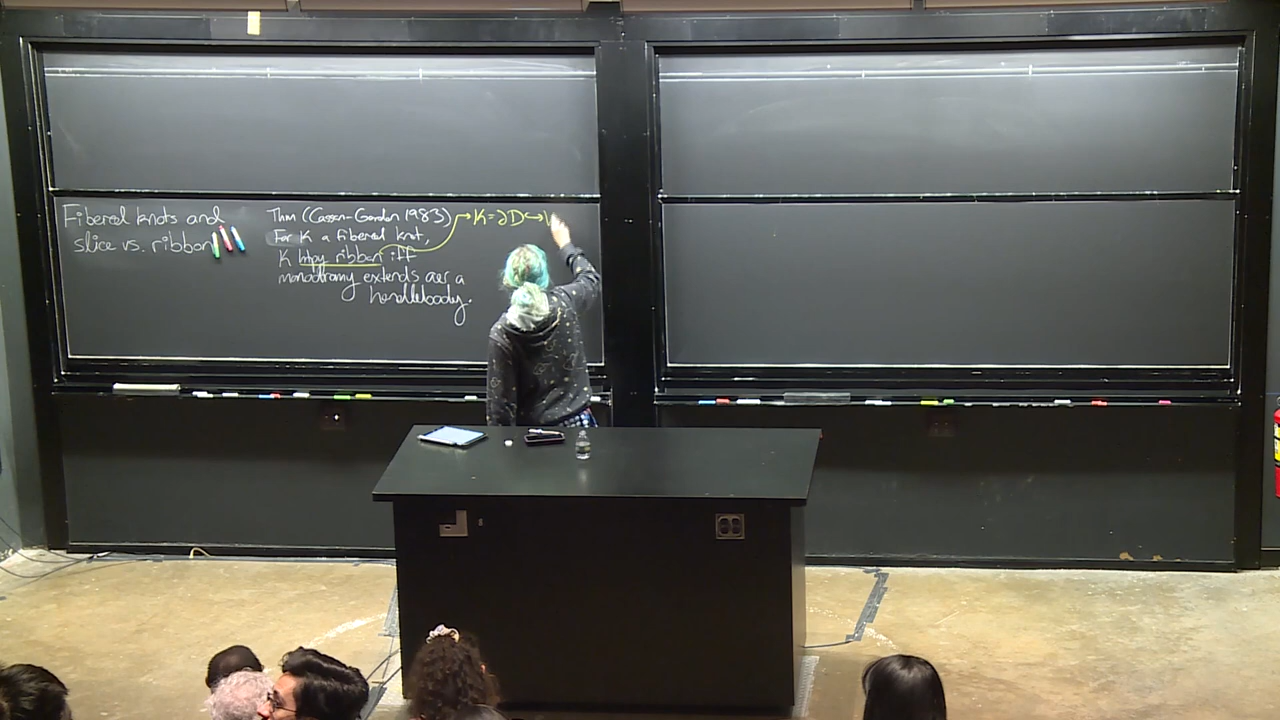 Fibered knots and
slice vs. ribbon
Thm (Casson-Gordon 1983)
For K a fibered knot,
K htpy ribbon iff
monodromy extends over a
handlebody.
K=∂D↪V